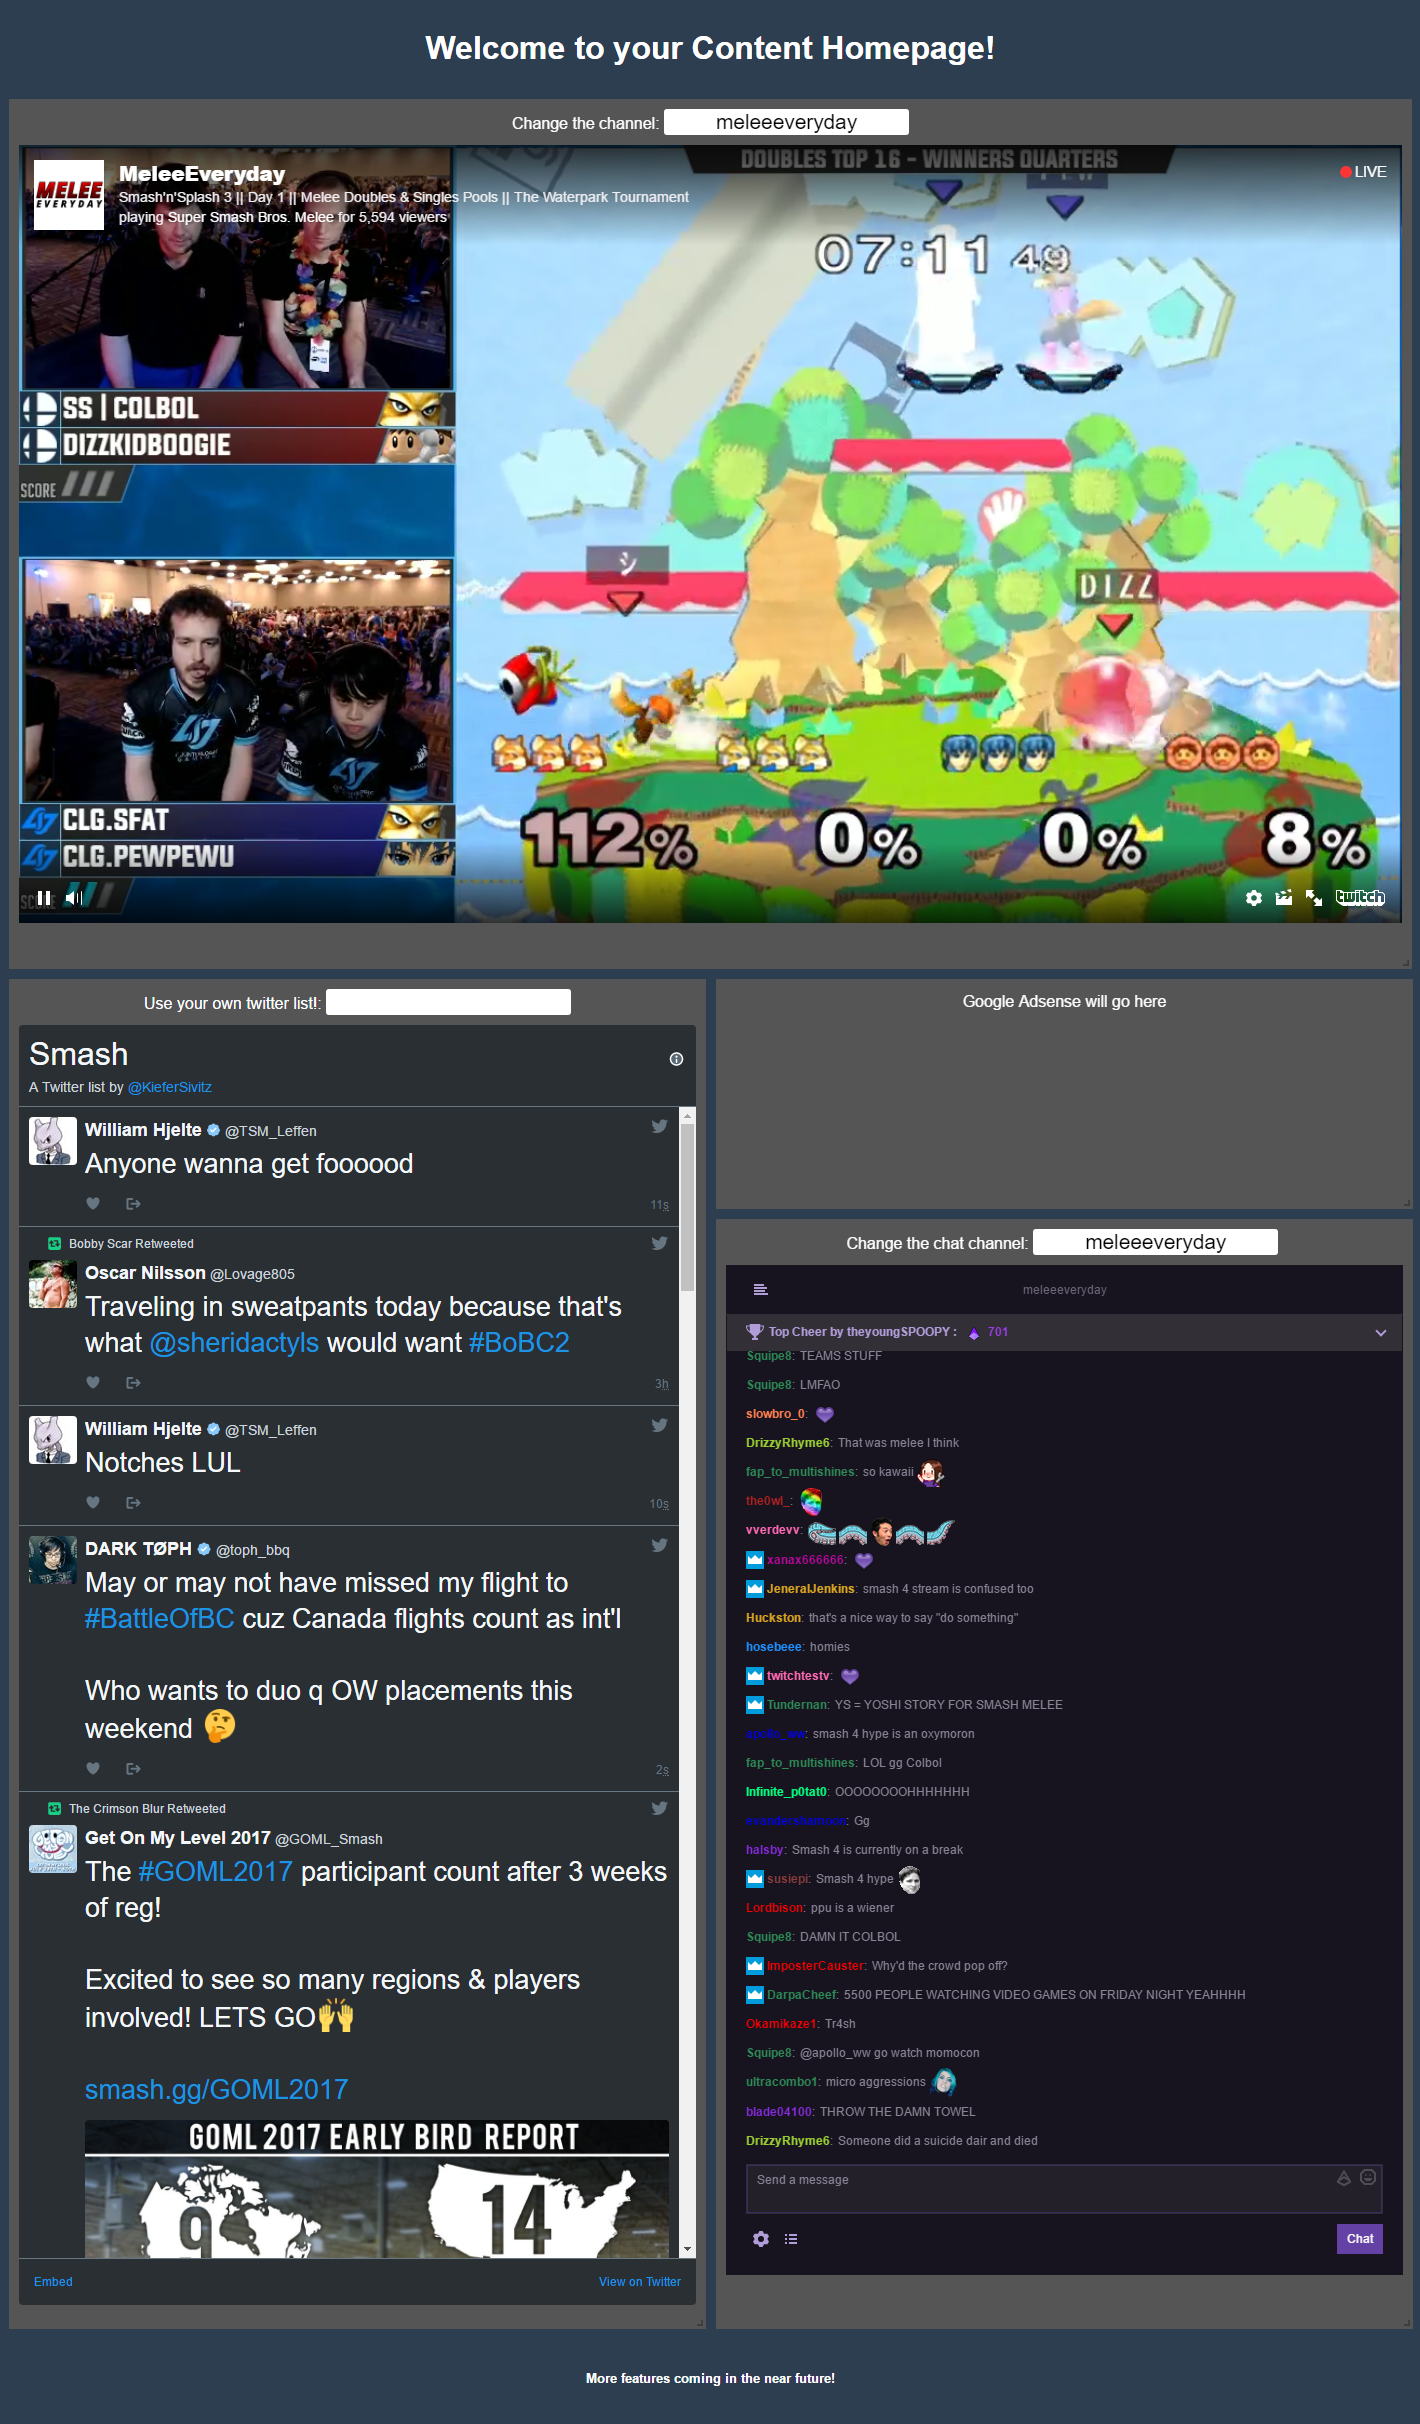 Welcome to your Content Homepage!
Change the channel: meleeeveryday
MELEE
EVERYDAY
MeleeEveryday
Smash'n'Splash 3 || Day 1 || Melee Doubles & Singles Pools || The Waterpark Tournament
playing Super Smash Bros. Melee for 5,594 viewers
DOUBLES TOP 16 - WINNERS QUARTERS
LIVE
07:11 49
SS | COLBOL
DIZZKIDBOOGIE
SCORE
シ
DIZZ
CLG.SFAT
CLG.PEWPEWU
112% 0% 0% 8%
twitch
Use your own twitter list!:
Smash
A Twitter list by @KieferSivitz
William Hjelte @TSM_Leffen
Anyone wanna get foooood
11s
Bobby Scar Retweeted
Oscar Nilsson @Lovage805
Traveling in sweatpants today because that's
what @sheridactyls would want #BoBC2
3h
William Hjelte @TSM_Leffen
Notches LUL
10s
DARK TØPH @toph_bbq
May or may not have missed my flight to
#BattleOfBC cuz Canada flights count as int'l
Who wants to duo q OW placements this
weekend 🤔
2s
The Crimson Blur Retweeted
Get On My Level 2017 @GOML_Smash
The #GOML2017 participant count after 3 weeks
of reg!
Excited to see so many regions & players
involved! LETS GO🙌
smash.gg/GOML2017
GOML 2017 EARLY BIRD REPORT
9 14
Embed View on Twitter
Google Adsense will go here
Change the chat channel: meleeeveryday
meleeeveryday
Top Cheer by theyoungSPOOPY : 701
Squipe8: TEAMS STUFF
Squipe8: LMFAO
slowbro_0:
DrizzyRhyme6: That was melee I think
fap_to_multishines: so kawaii
the0wl_:
vverdevv:
xanax666666:
JeneralJenkins: smash 4 stream is confused too
Huckston: that's a nice way to say "do something"
hosebeee: homies
twitchtestv:
Tundernan: YS = YOSHI STORY FOR SMASH MELEE
apollo_ww: smash 4 hype is an oxymoron
fap_to_multishines: LOL gg Colbol
Infinite_p0tat0: OOOOOOOOHHHHHHH
Gg
halsby: Smash 4 is currently on a break
susiepi: Smash 4 hype
Lordbison: ppu is a wiener
Squipe8: DAMN IT COLBOL
ImposterCauster: Why'd the crowd pop off?
DarpaCheef: 5500 PEOPLE WATCHING VIDEO GAMES ON FRIDAY NIGHT YEAHHHH
Okamikaze1: Tr4sh
Squipe8: @apollo_ww go watch momocon
ultracombo1: micro aggressions
blade04100: THROW THE DAMN TOWEL
DrizzyRhyme6: Someone did a suicide dair and died
Send a message
Chat
More features coming in the near future!